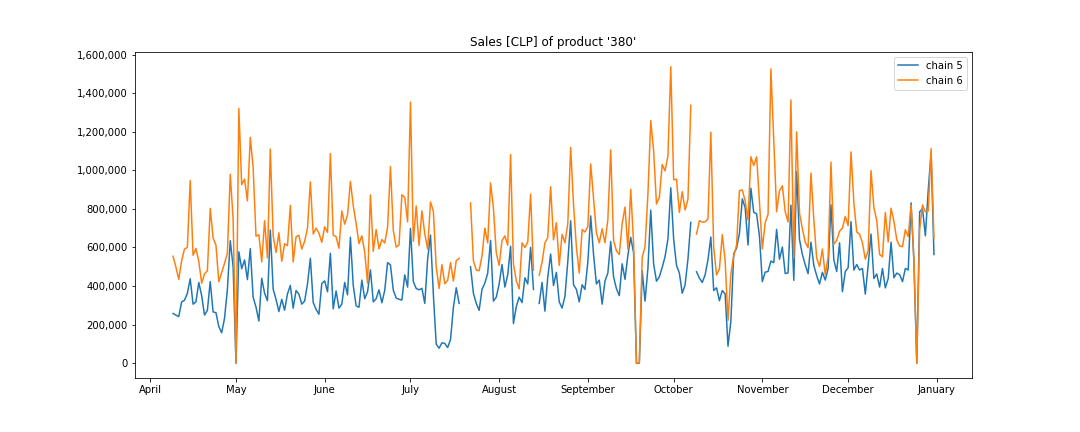 Sales [CLP] of product '380'
chain 5
chain 6
1,600,000
1,400,000
1,200,000
1,000,000
800,000
600,000
400,000
200,000
0
April May June July August September October November December January